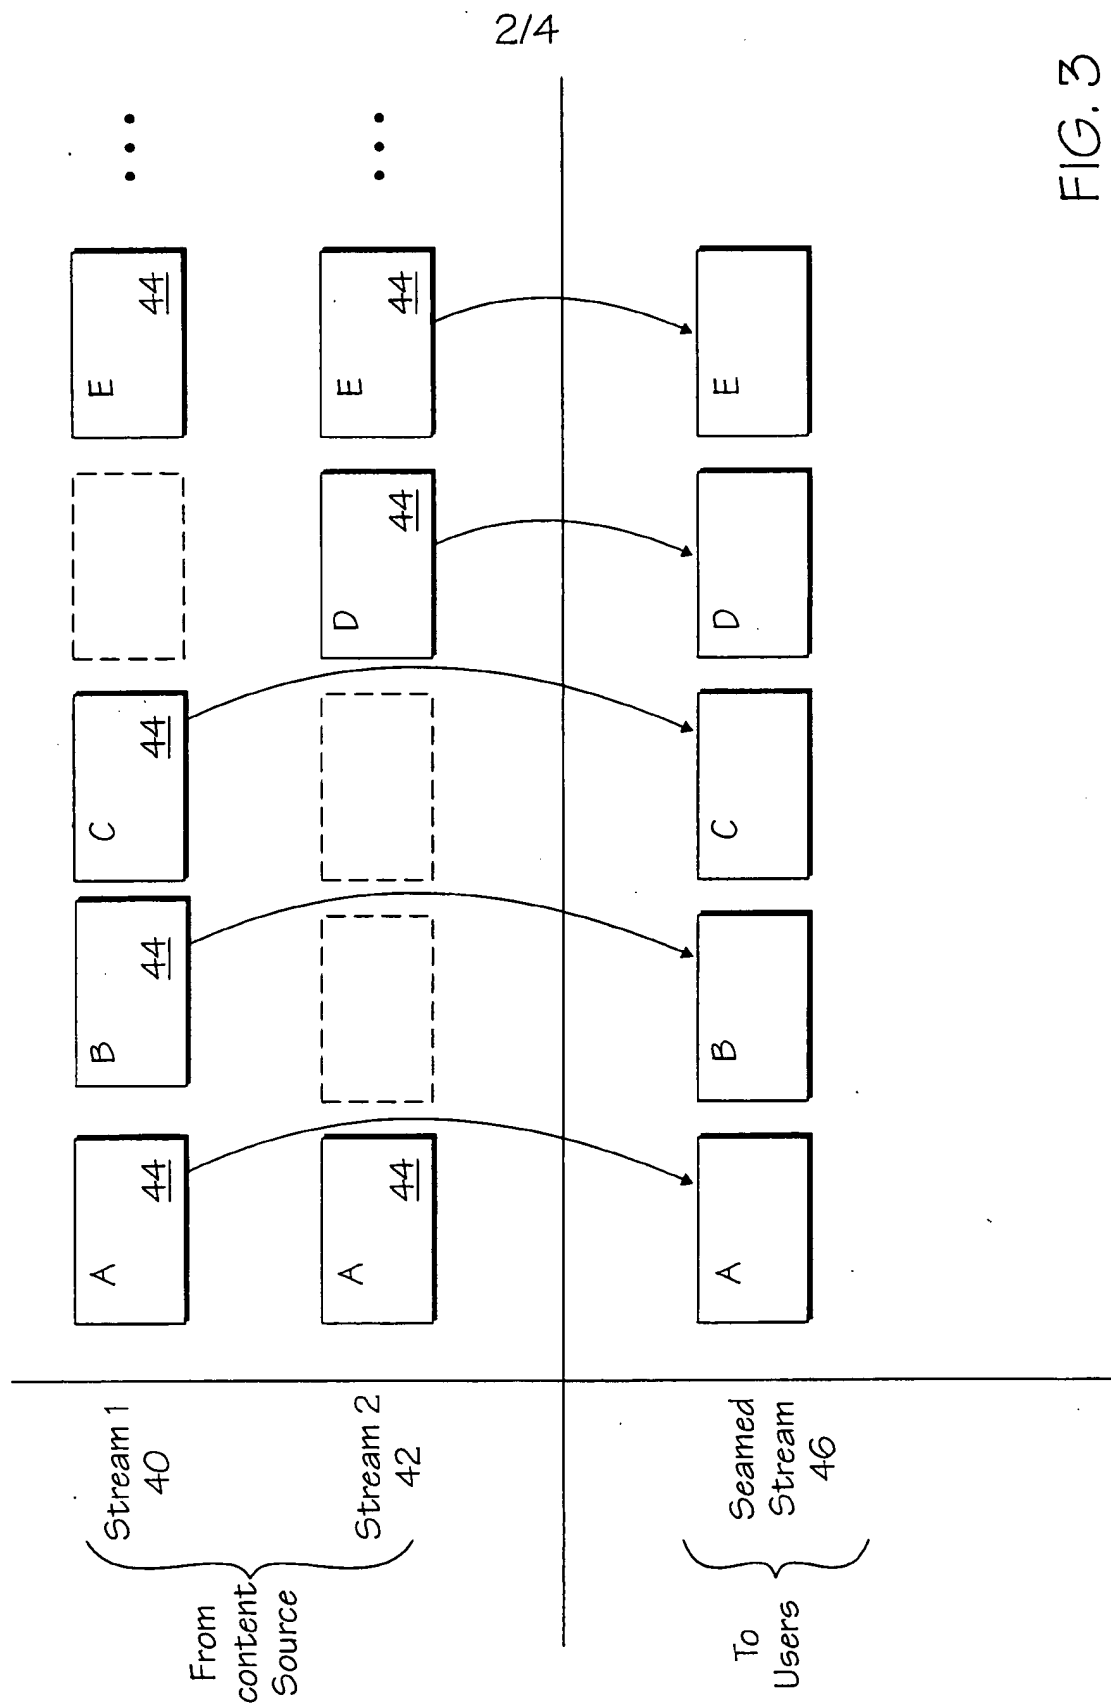 2/4
From
content
Source
Stream 1
40
A
44
B
44
C
44
E
44
Stream 2
42
A
44
D
44
E
44
To
Users
Seamed
Stream
46
A
B
C
D
E
FIG. 3